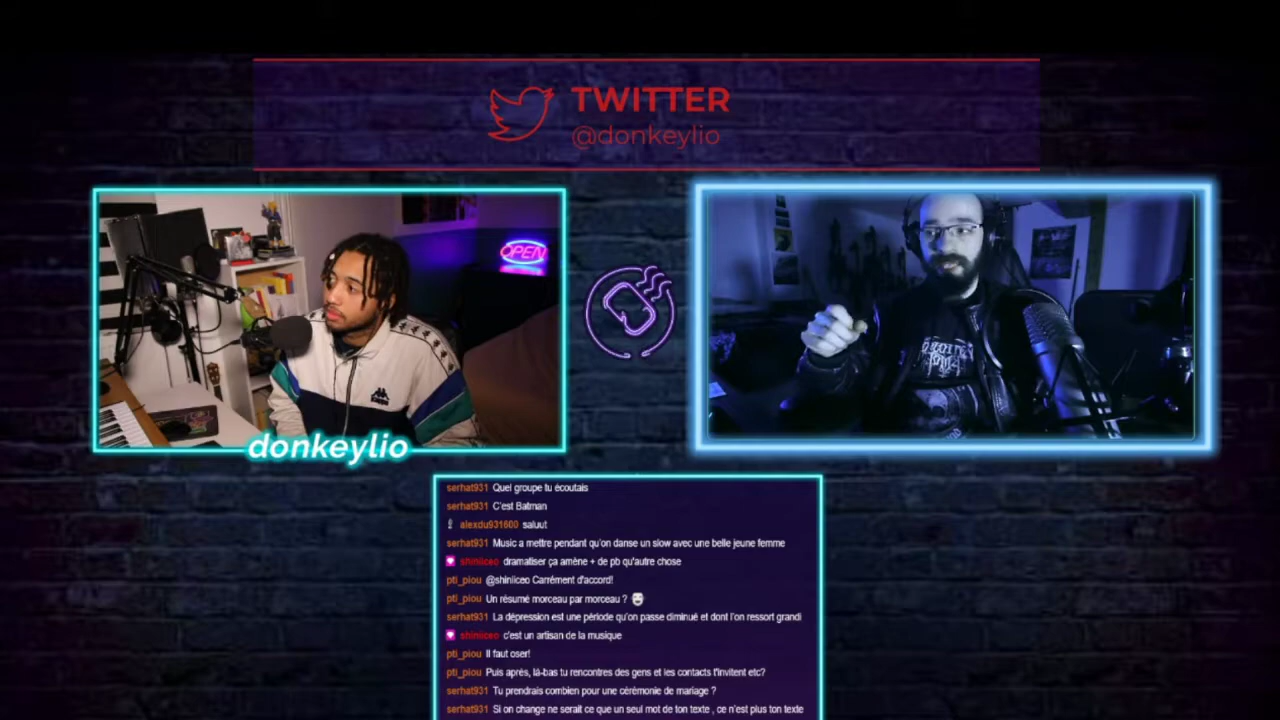 TWITTER
@donkeylio
OPEN
Kappa
donkeylio
serhat931 Quel groupe tu écoutais
serhat931 C'est Batman
alexdu931600 saluut
serhat931 Music a mettre pendant qu'on danse un slow avec une belle jeune femme
shiniiceo dramatiser ça amène + de pb qu'autre chose
pti_piou @shiniiceo Carrément d'accord!
pti_piou Un résumé morceau par morceau ?
serhat931 La dépression est une période qu'on passe diminué et dont l'on ressort grandi
shiniiceo c'est un artisan de la musique
pti_piou Il faut oser!
pti_piou Puis après, là-bas tu rencontres des gens et les contacts t'invitent etc?
serhat931 Tu prendrais combien pour une cérémonie de mariage ?
serhat931 Si on change ne serait ce que un seul mot de ton texte , ce n'est plus ton texte